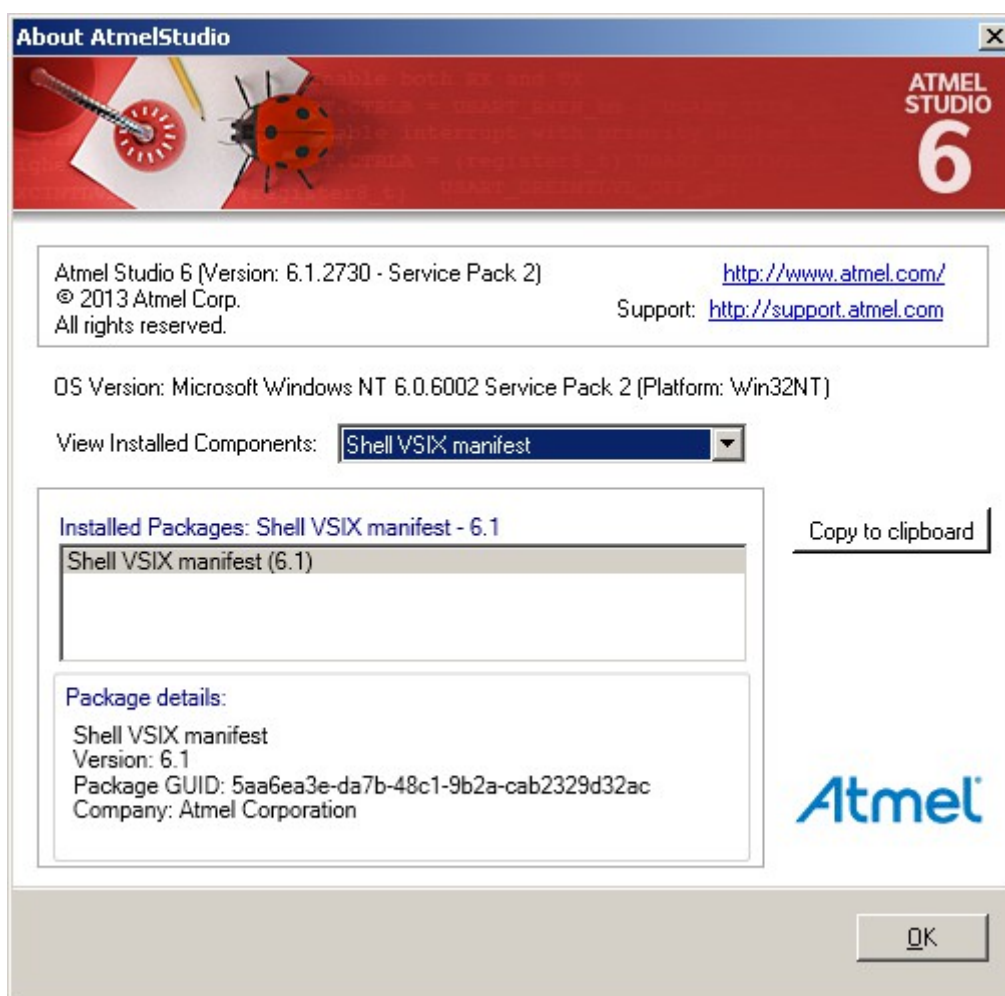 About AtmelStudio
ATMEL
STUDIO
6
Atmel Studio 6 (Version: 6.1.2730 - Service Pack 2)
http://www.atmel.com/
© 2013 Atmel Corp.
Support: http://support.atmel.com
All rights reserved.
OS Version: Microsoft Windows NT 6.0.6002 Service Pack 2 (Platform: Win32NT)
View Installed Components: Shell VSIX manifest
Installed Packages: Shell VSIX manifest - 6.1
Copy to clipboard
Shell VSIX manifest (6.1)
Package details:
Shell VSIX manifest
Version: 6.1
Package GUID: 5aa6ea3e-da7b-48c1-9b2a-cab2329d32ac
Company: Atmel Corporation
Atmel
OK